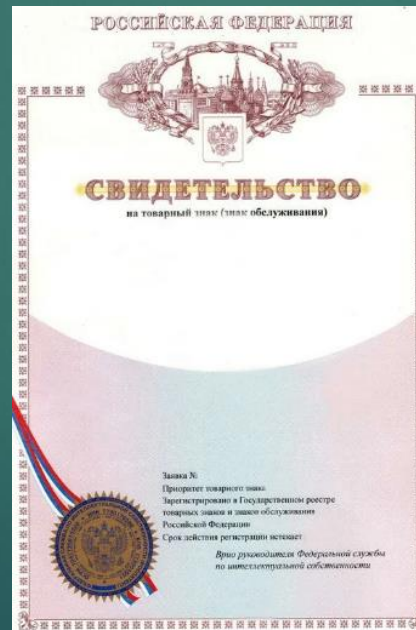 РОССИЙСКАЯ ФЕДЕРАЦИЯ
СВИДЕТЕЛЬСТВО
на товарный знак (знак обслуживания)
Заявка №
Приоритет товарного знака
Зарегистрировано в Государственном реестре
товарных знаков и знаков обслуживания
Российской Федерации
Срок действия регистрации истекает
Врио руководителя Федеральной службы
по интеллектуальной собственности